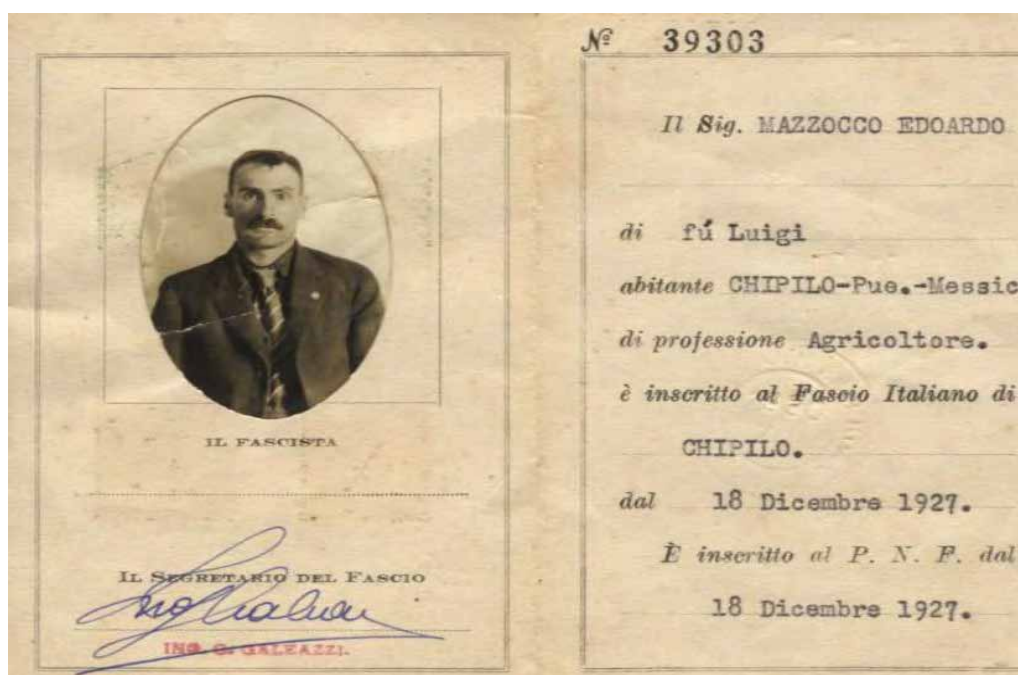 IL FASCISTA
IL SEGRETARIO DEL FASCIO
ING. G. GALEAZZI.
Nº 39303
Il Sig. MAZZOCCO EDOARDO
di fú Luigi
abitante CHIPILO-Pue.-Messic
di professione Agricoltore.
è inscritto al Fascio Italiano di
CHIPILO.
dal 18 Dicembre 1927.
È inscritto al P. N. F. dal
18 Dicembre 1927.